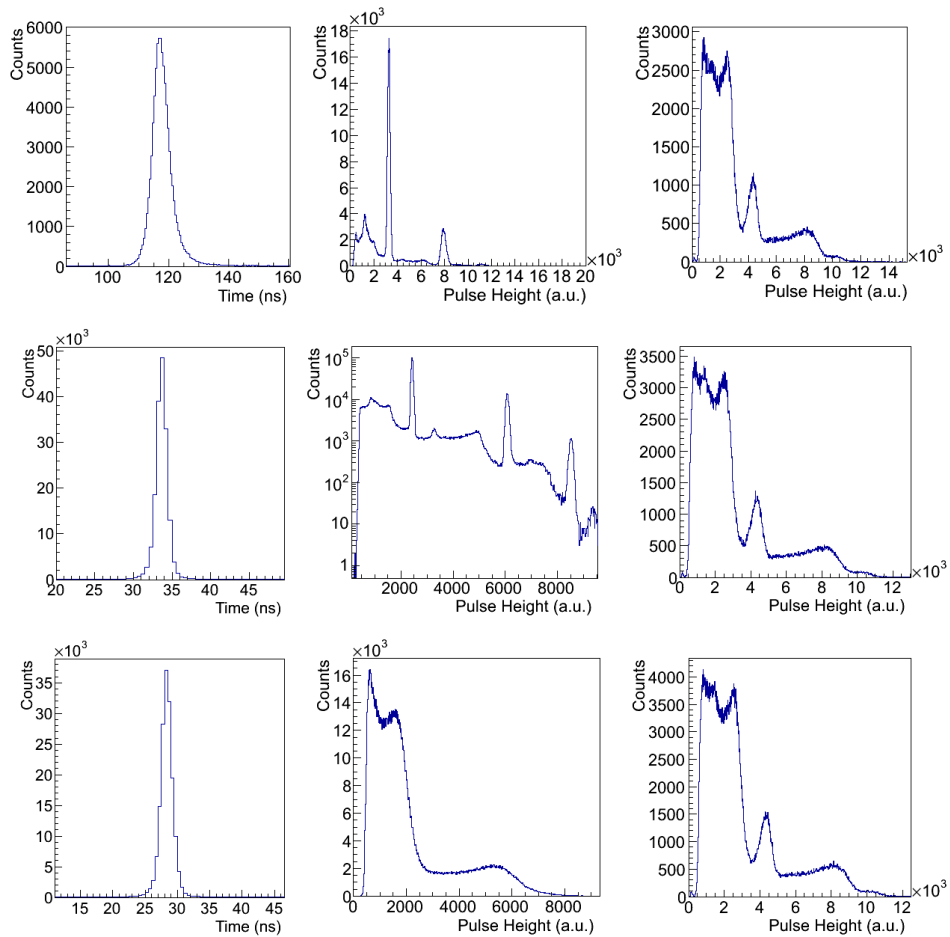 Counts
6000
5000
4000
3000
2000
1000
0
100 120 140 160
Time (ns)
×10³
Counts
18
16
14
12
10
8
6
4
2
0
0 2 4 6 8 10 12 14 16 18 20
×10³
Pulse Height (a.u.)
Counts
3000
2500
2000
1500
1000
500
0
0 2 4 6 8 10 12 14
×10³
Pulse Height (a.u.)
×10³
Counts
50
40
30
20
10
0
20 25 30 35 40 45
Time (ns)
Counts
10⁵
10⁴
10³
10²
10
1
2000 4000 6000 8000
Pulse Height (a.u.)
Counts
3500
3000
2500
2000
1500
1000
500
0
0 2 4 6 8 10 12
×10³
Pulse Height (a.u.)
×10³
Counts
35
30
25
20
15
10
5
0
15 20 25 30 35 40 45
Time (ns)
×10³
Counts
16
14
12
10
8
6
4
2
0
0 2000 4000 6000 8000
Pulse Height (a.u.)
Counts
4000
3500
3000
2500
2000
1500
1000
500
0
0 2 4 6 8 10 12
×10³
Pulse Height (a.u.)